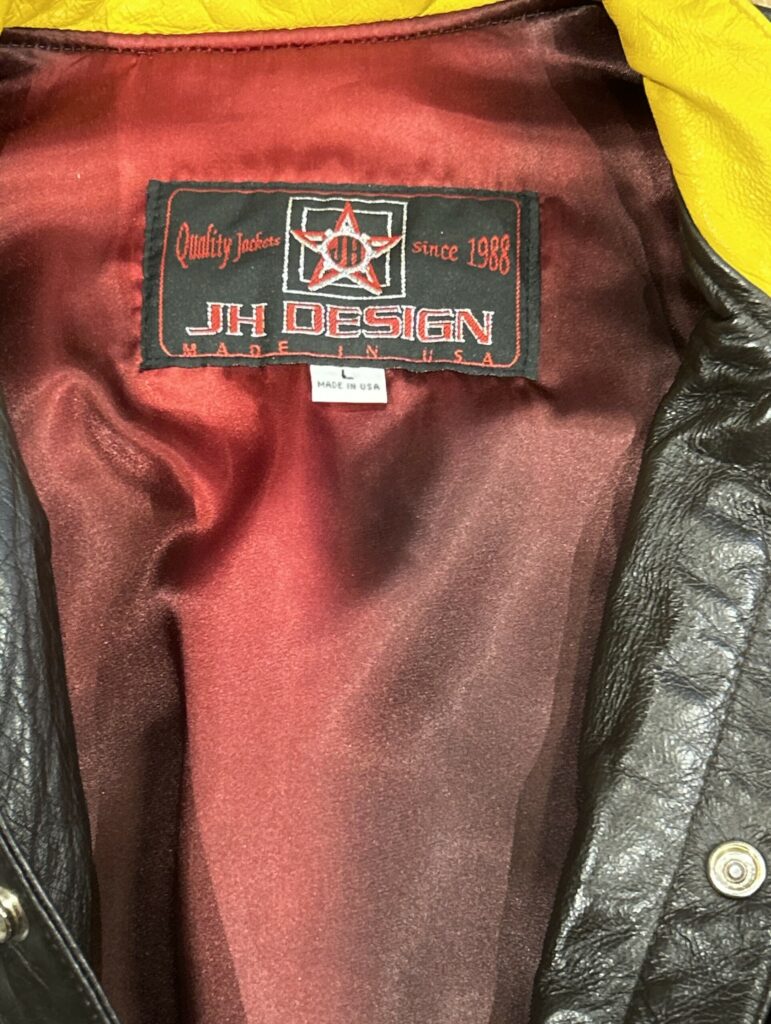 Quality Jackets JH since 1988
JH DESIGN
MADE IN USA
L
MADE IN USA